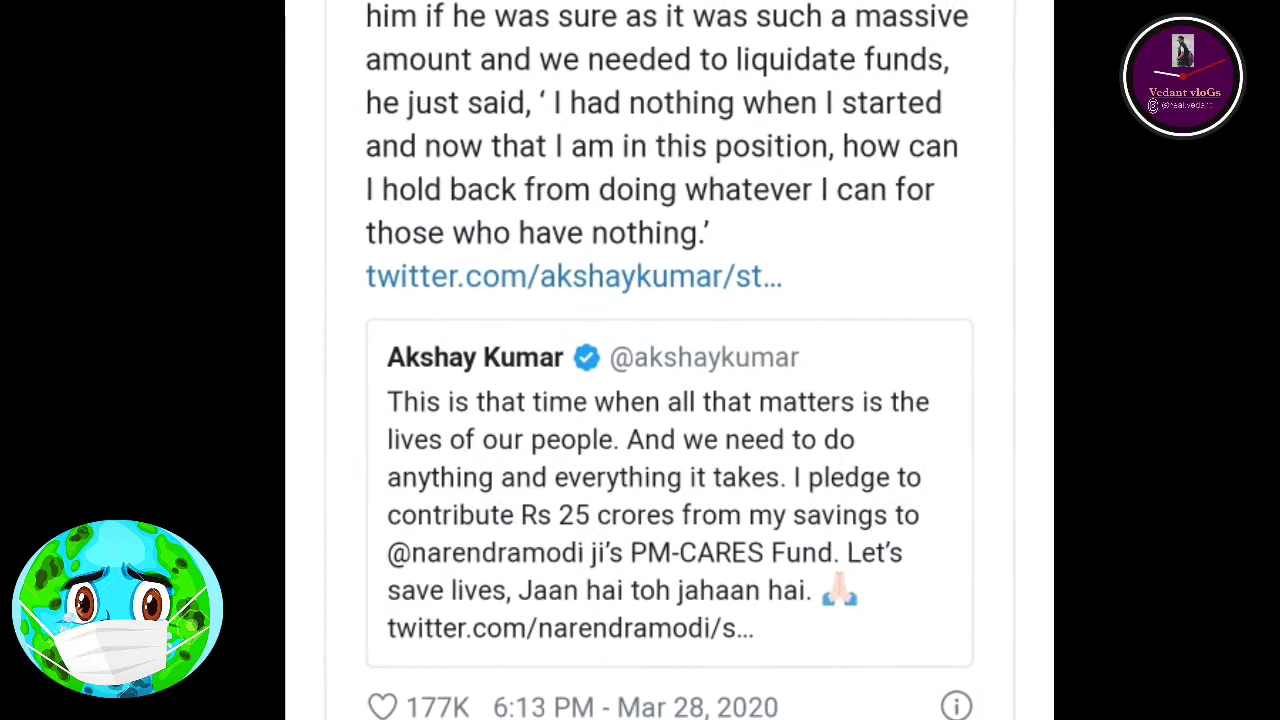 him if he was sure as it was such a massive
amount and we needed to liquidate funds,
he just said, ‘ I had nothing when I started
and now that I am in this position, how can
I hold back from doing whatever I can for
those who have nothing.’
twitter.com/akshaykumar/st...
Akshay Kumar @akshaykumar
This is that time when all that matters is the
lives of our people. And we need to do
anything and everything it takes. I pledge to
contribute Rs 25 crores from my savings to
@narendramodi ji’s PM-CARES Fund. Let’s
save lives, Jaan hai toh jahaan hai. 🙏🏻
twitter.com/narendramodi/s...
177K 6:13 PM - Mar 28, 2020
Vedant vloGs